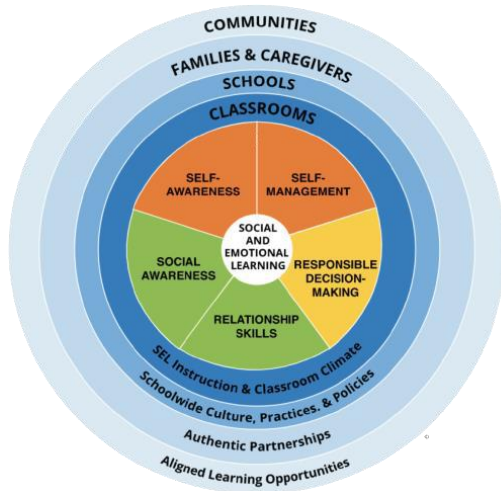 COMMUNITIES
FAMILIES & CAREGIVERS
SCHOOLS
CLASSROOMS
SELF-
AWARENESS
SELF-
MANAGEMENT
SOCIAL
AND
EMOTIONAL
LEARNING
SOCIAL
AWARENESS
RESPONSIBLE
DECISION-
MAKING
RELATIONSHIP
SKILLS
SEL Instruction & Classroom Climate
Schoolwide Culture, Practices. & Policies
Authentic Partnerships
Aligned Learning Opportunities
©